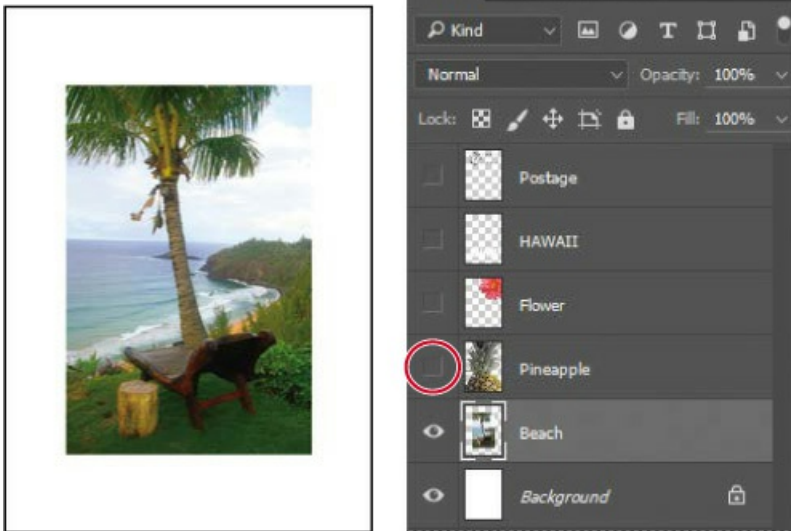 Kind
Normal Opacity: 100%
Lock: Fill: 100%
Postage
HAWAII
Flower
Pineapple
Beach
Background